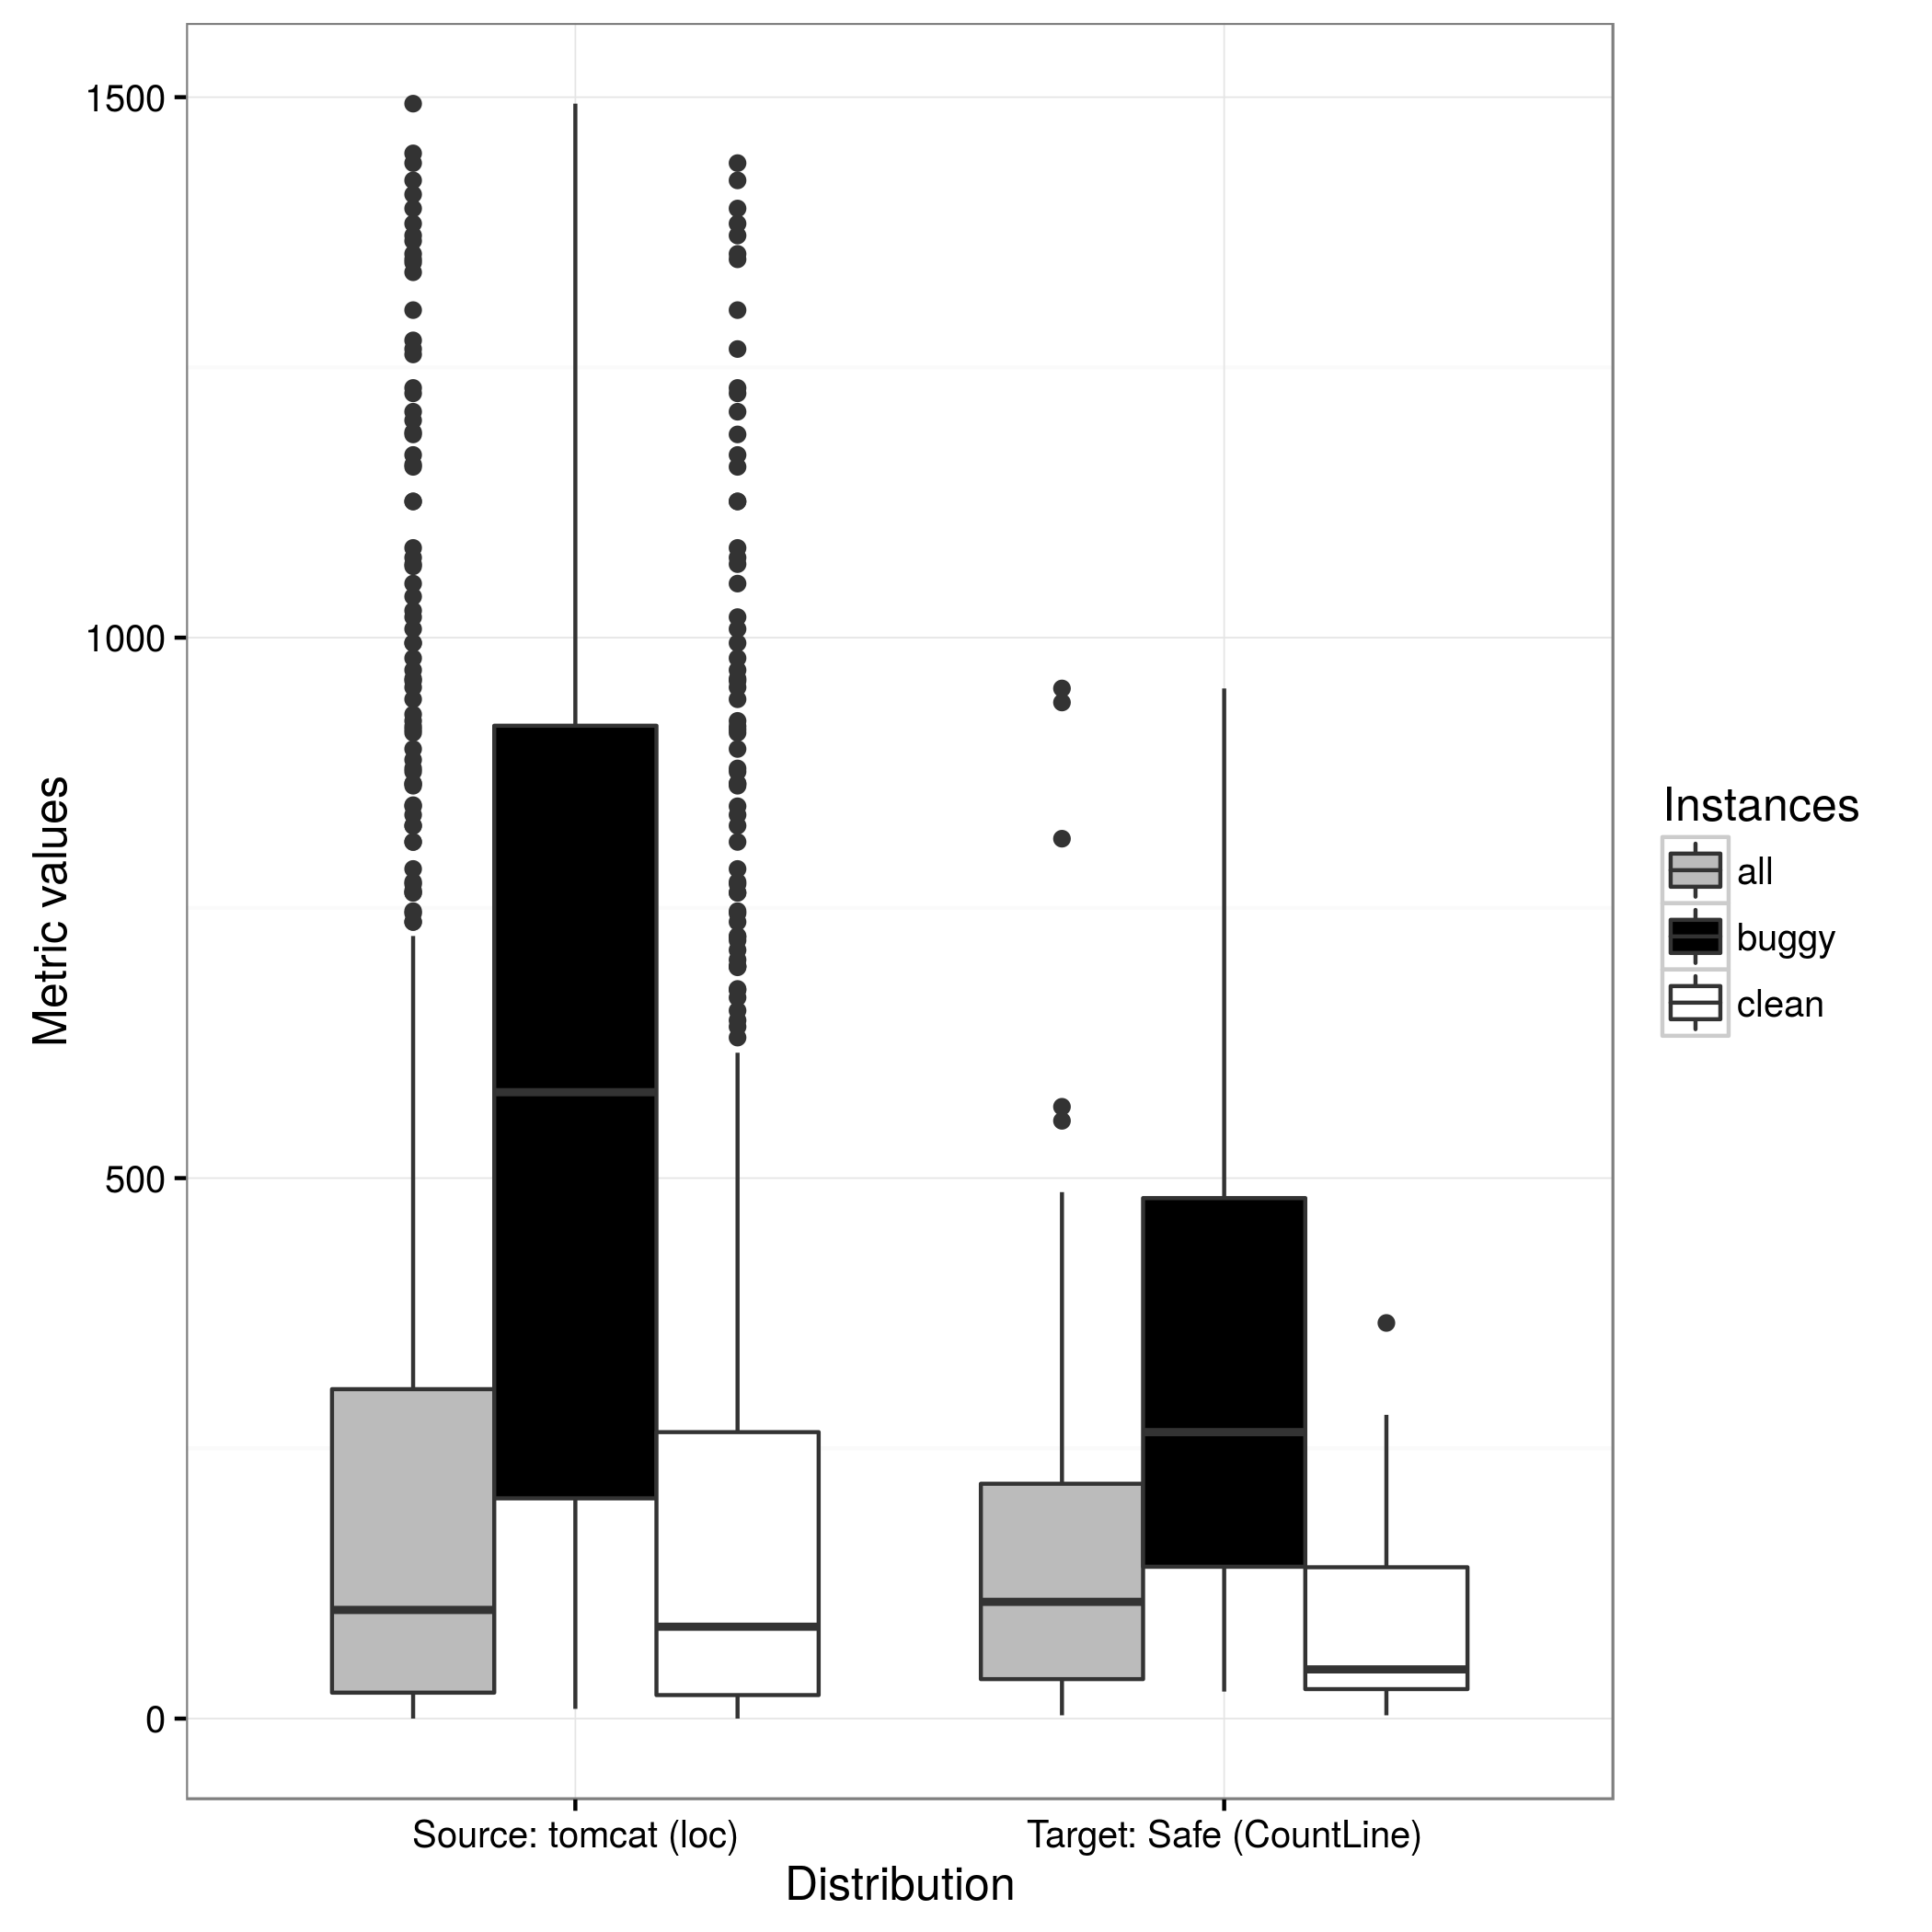 1500
1000
500
0
Metric values
Source: tomcat (loc)
Target: Safe (CountLine)
Distribution
Instances
all
buggy
clean